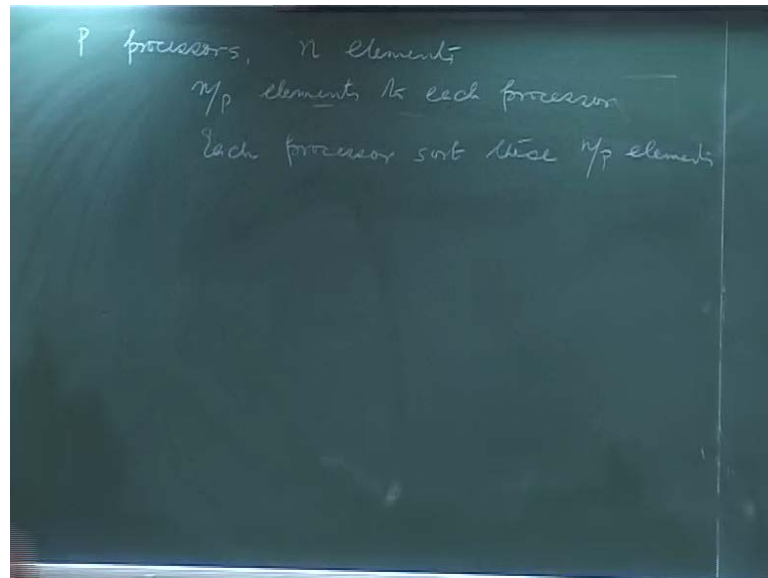 P processors, n elements
n/p elements to each processor
Each processor sort these n/p elements